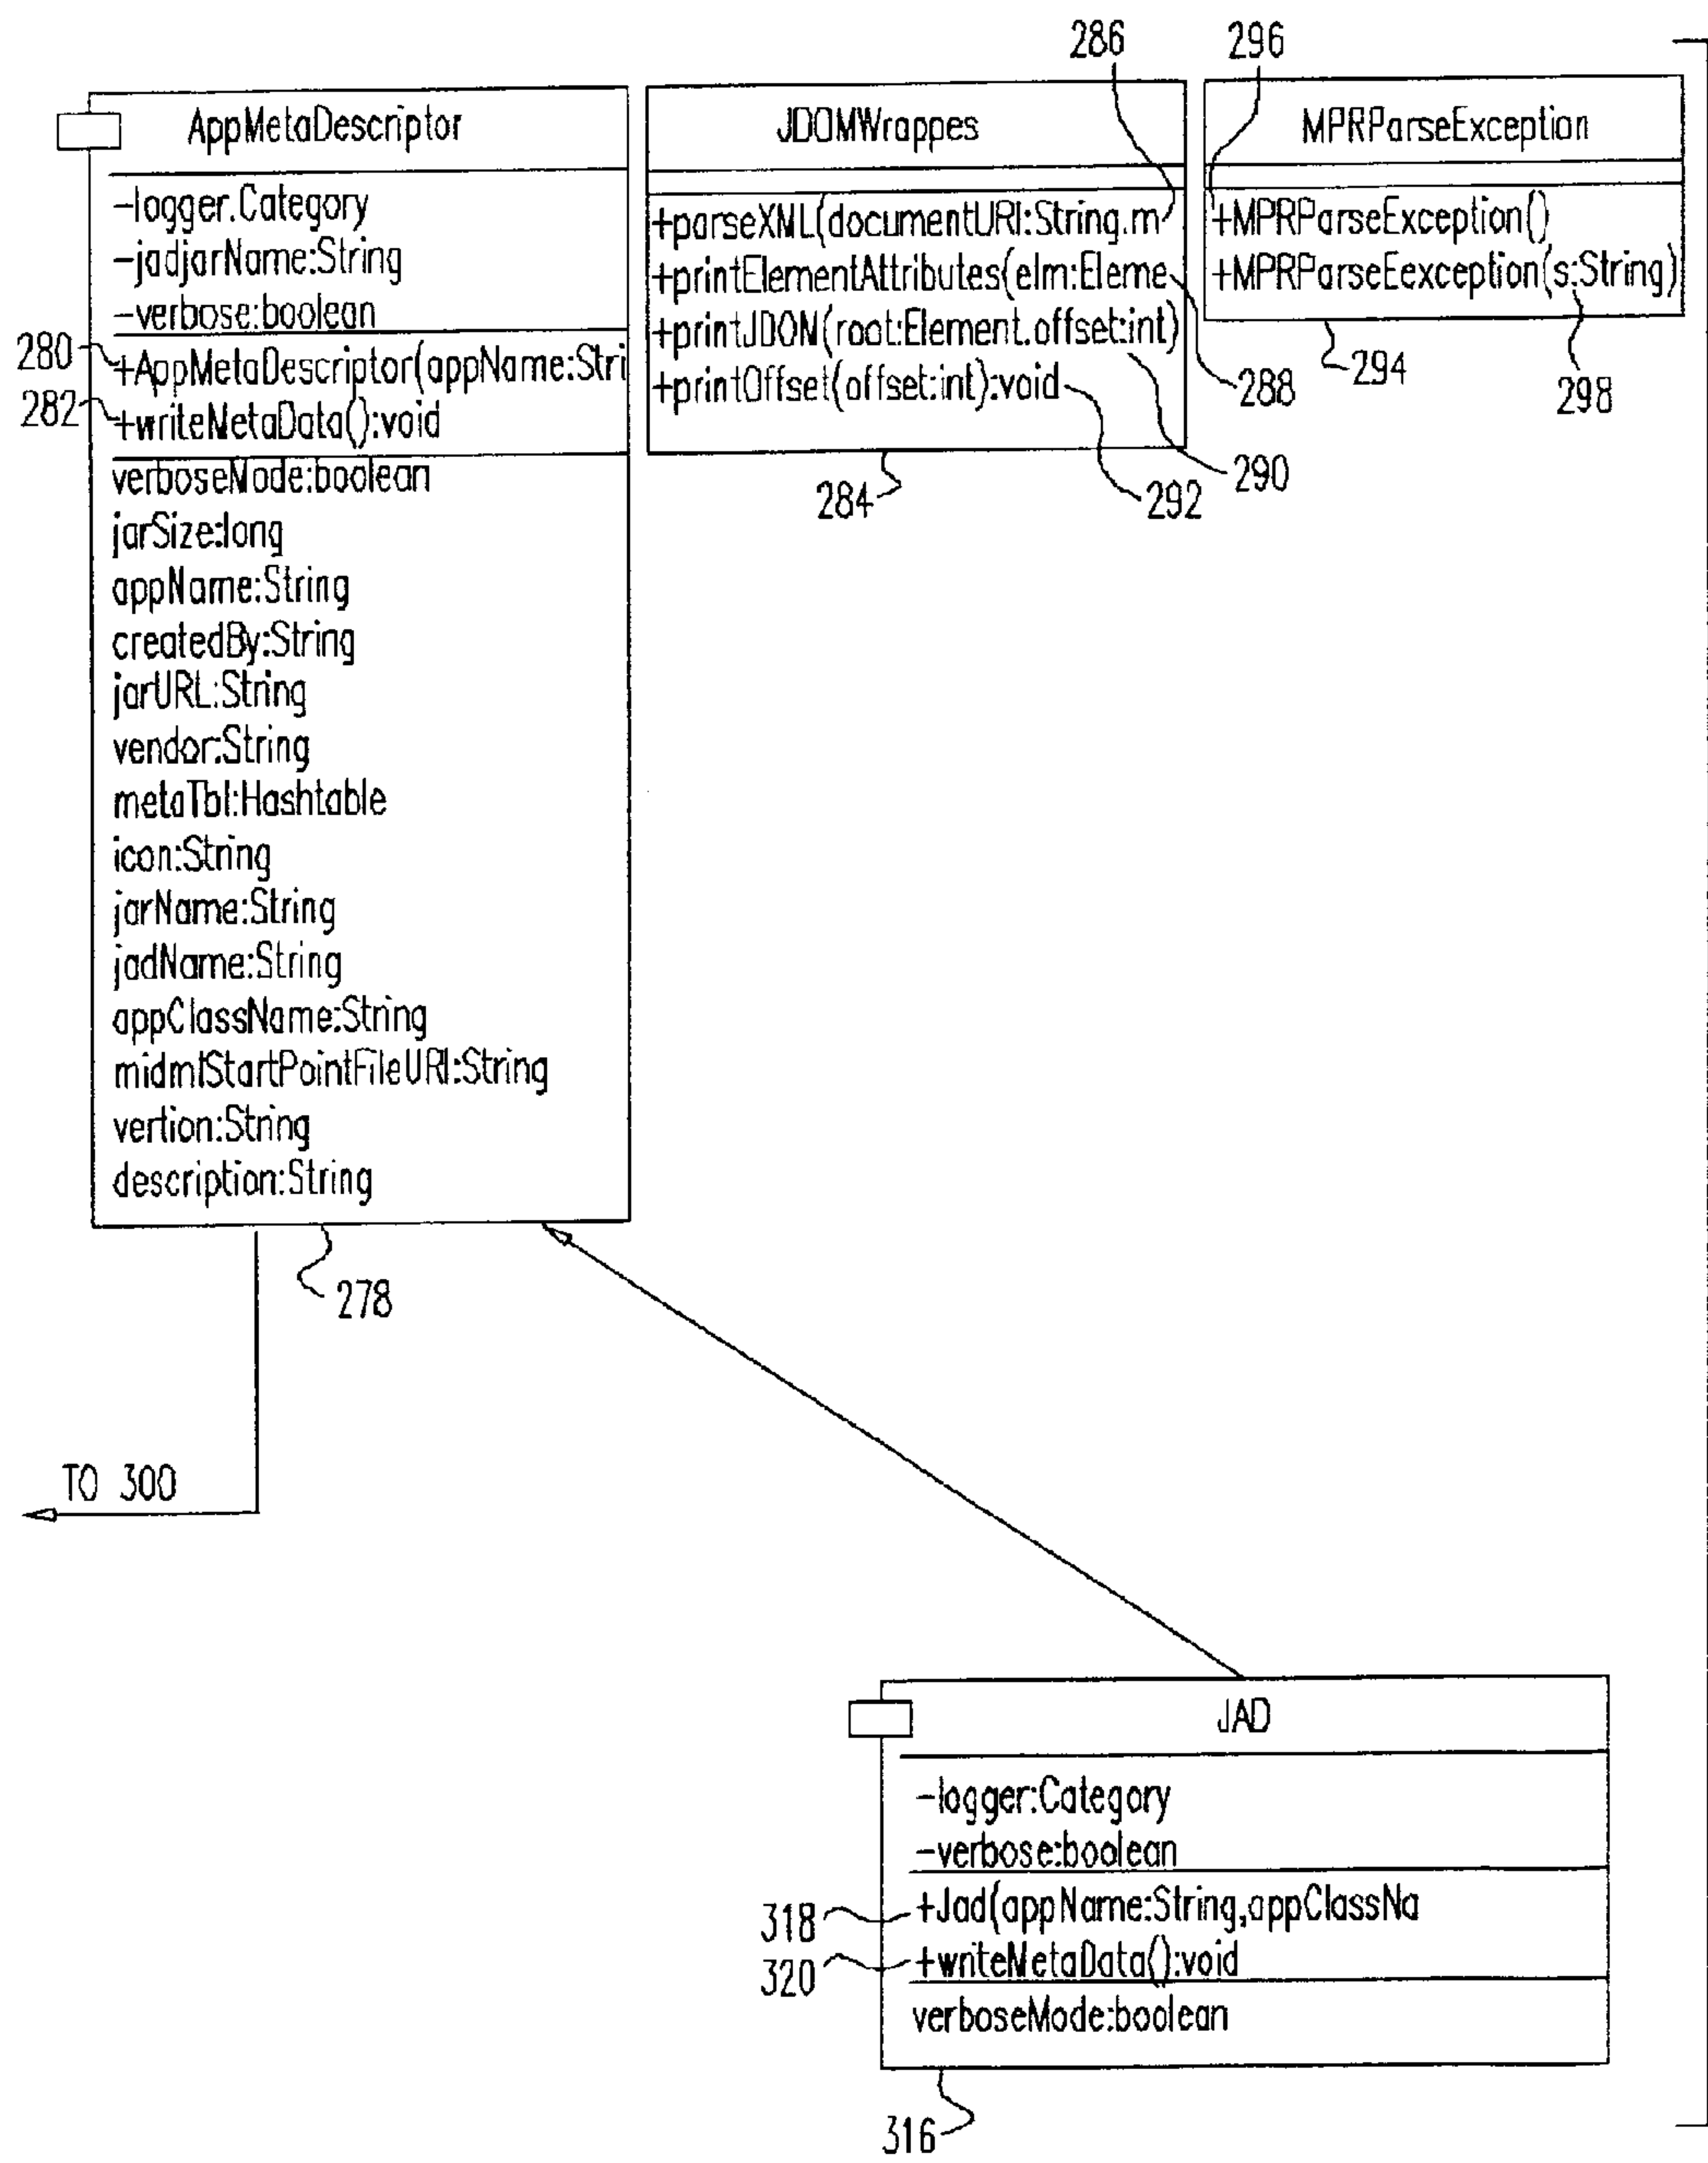 286
296
AppMetaDescriptor
-logger.Category
-jadjarName:String
-verbose:boolean
280
+AppMetaDescriptor(appName:Stri
282
+writeMetaData():void
verboseMode:boolean
jarSize:long
appName:String
createdBy:String
jarURL:String
vendor:String
metaTbl:Hashtable
icon:String
jarName:String
jadName:String
appClassName:String
midmlStartPointFileURI:String
vertion:String
description:String
278
TO 300
JDOMWrappes
+parseXML(documentURI:String.m
+printElementAttributes(elm:Eleme
+printJDON(root:Element.offset:int)
+printOffset(offset:int):void
284
288
290
292
MPRParseException
+MPRParseException()
+MPRParseEexception(s:String)
294
298
JAD
-logger:Category
-verbose:boolean
318
+Jad(appName:String,appClassNa
320
+writeMetaData():void
verboseMode:boolean
316